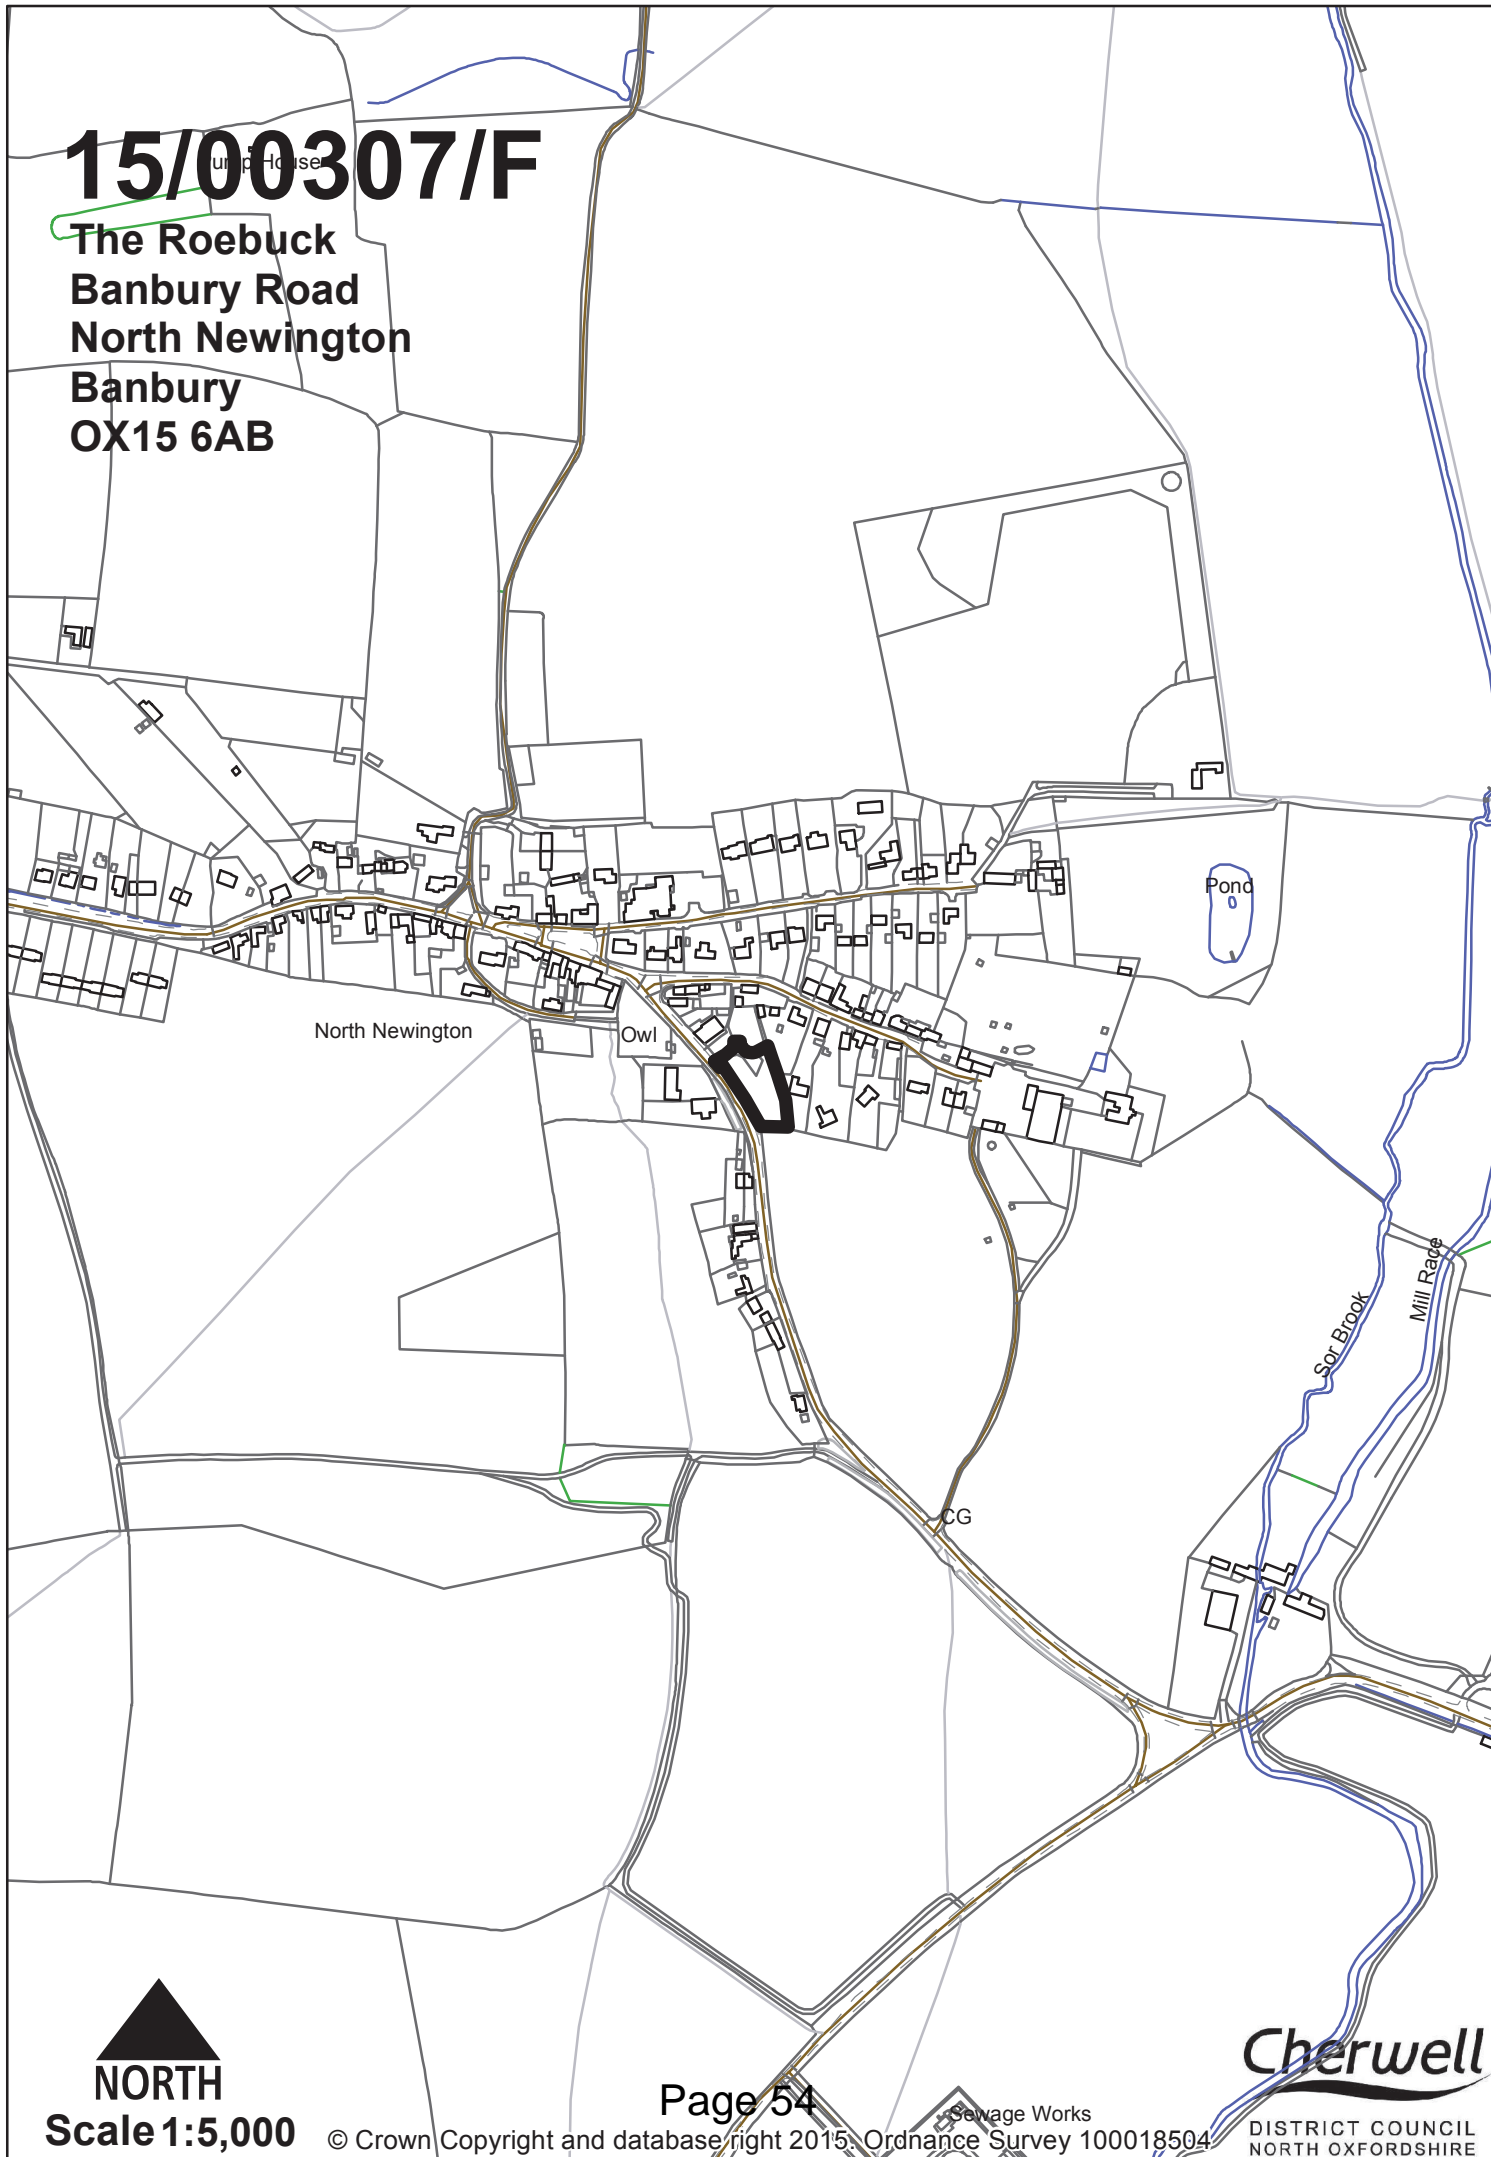 15/00307/F
Pump House
The Roebuck
Banbury Road
North Newington
Banbury
OX15 6AB
Pond
North Newington
Owl
Mill Race
Sor Brook
CG
NORTH
Scale 1:5,000
Page 54
Sewage Works
© Crown Copyright and database right 2015. Ordnance Survey 100018504
Cherwell
DISTRICT COUNCIL
NORTH OXFORDSHIRE